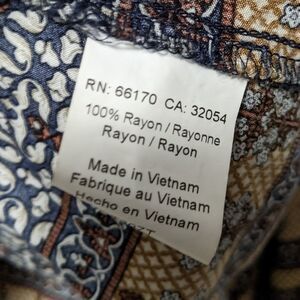 RN: 66170 CA: 32054
100% Rayon / Rayonne
Rayon / Rayon
Made in Vietnam
Fabrique au Vietnam
Hecho en Vietnam